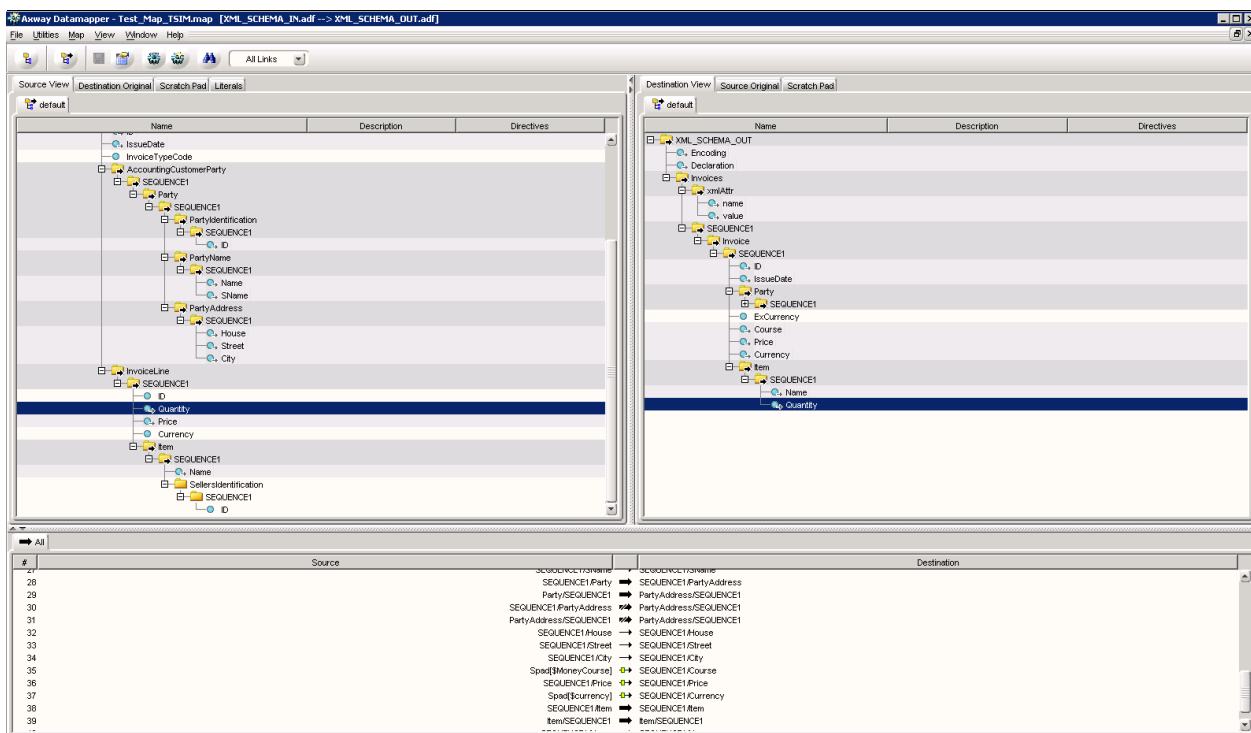 Axway Datamapper - Test_Map_TSIM.map [XML_SCHEMA_IN.adf --> XML_SCHEMA_OUT.adf]
File Utilities Map View Window Help
All Links
Source View Destination Original Scratch Pad Literals
default
Name Description Directives
IssueDate
InvoiceTypeCode
AccountingCustomerParty
SEQUENCE1
Party
SEQUENCE1
PartyIdentification
SEQUENCE1
ID
PartyName
SEQUENCE1
Name
SName
PartyAddress
SEQUENCE1
House
Street
City
InvoiceLine
SEQUENCE1
ID
Quantity
Price
Currency
Item
SEQUENCE1
Name
SellersIdentification
SEQUENCE1
ID
Destination View Source Original Scratch Pad
default
Name Description Directives
XML_SCHEMA_OUT
Encoding
Declaration
Invoices
xmlAttr
name
value
SEQUENCE1
Invoice
SEQUENCE1
ID
IssueDate
Party
SEQUENCE1
ExCurrency
Course
Price
Currency
Item
SEQUENCE1
Name
Quantity
All
# Source Destination
27 SEQUENCE1/SName SEQUENCE1/SName
28 SEQUENCE1/Party SEQUENCE1/PartyAddress
29 Party/SEQUENCE1 PartyAddress/SEQUENCE1
30 SEQUENCE1/PartyAddress PartyAddress/SEQUENCE1
31 PartyAddress/SEQUENCE1 PartyAddress/SEQUENCE1
32 SEQUENCE1/House SEQUENCE1/House
33 SEQUENCE1/Street SEQUENCE1/Street
34 SEQUENCE1/City SEQUENCE1/City
35 Spad[$MoneyCourse] SEQUENCE1/Course
36 SEQUENCE1/Price SEQUENCE1/Price
37 Spad[$currency] SEQUENCE1/Currency
38 SEQUENCE1/Item SEQUENCE1/Item
39 Item/SEQUENCE1 Item/SEQUENCE1